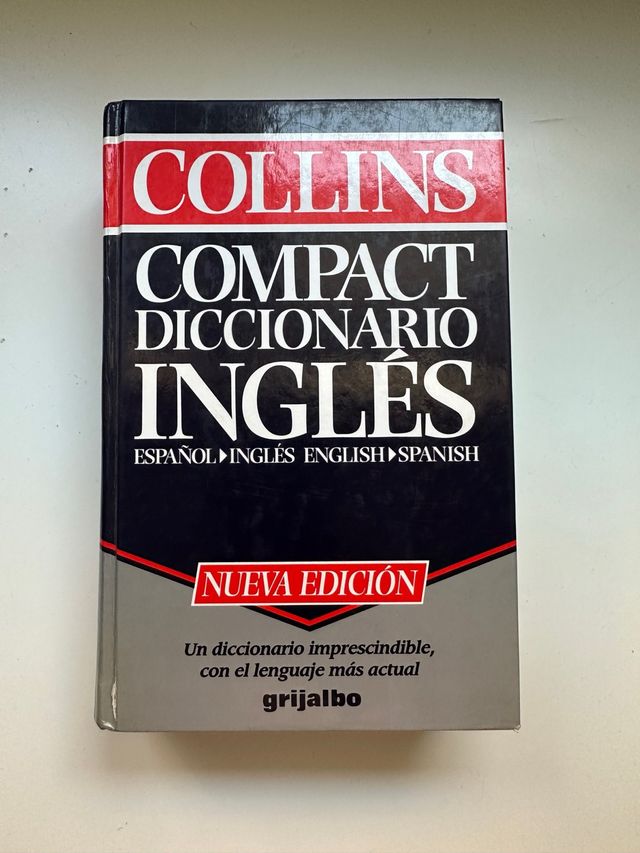 COLLINS
COMPACT
DICCIONARIO
INGLÉS
ESPAÑOL▸INGLÉS ENGLISH▸SPANISH
NUEVA EDICIÓN
Un diccionario imprescindible,
con el lenguaje más actual
grijalbo